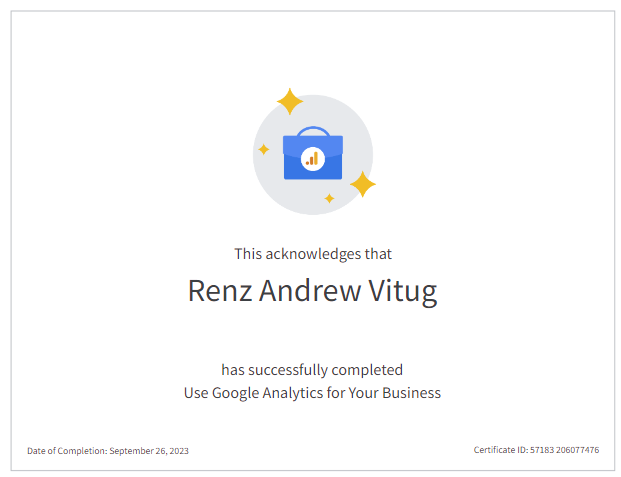 This acknowledges that
Renz Andrew Vitug
has successfully completed
Use Google Analytics for Your Business
Date of Completion: September 26, 2023
Certificate ID: 57183 206077476